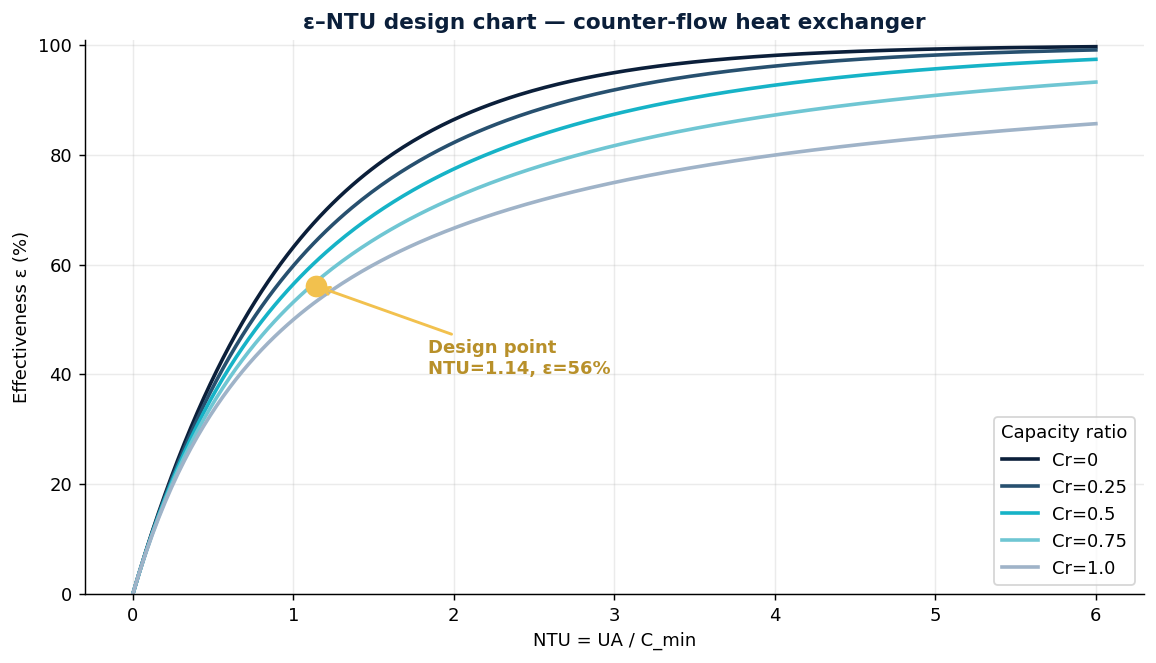 ε–NTU design chart — counter-flow heat exchanger
100
80
60
40
20
0
Effectiveness ε (%)
Design point
NTU=1.14, ε=56%
Capacity ratio
Cr=0
Cr=0.25
Cr=0.5
Cr=0.75
Cr=1.0
0 1 2 3 4 5 6
NTU = UA / C_min